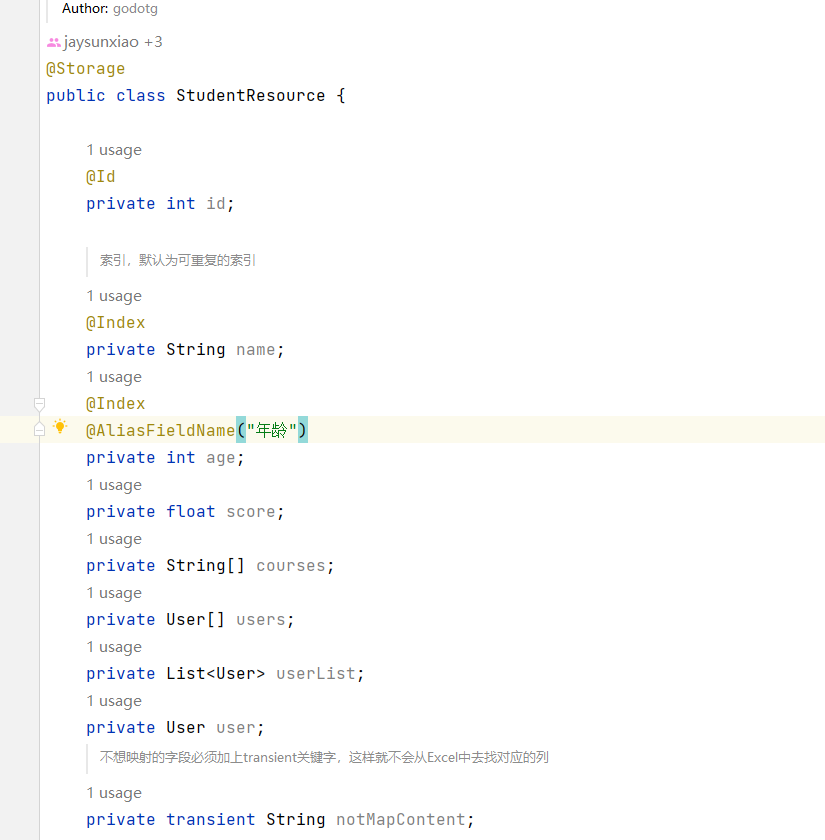 Author: godotg
jaysunxiao +3
@Storage
public class StudentResource {
1 usage
@Id
private int id;
索引，默认为可重复的索引
1 usage
@Index
private String name;
1 usage
@Index
@AliasFieldName("年龄")
private int age;
1 usage
private float score;
1 usage
private String[] courses;
1 usage
private User[] users;
1 usage
private List<User> userList;
1 usage
private User user;
不想映射的字段必须加上transient关键字，这样就不会从Excel中去找对应的列
1 usage
private transient String notMapContent;